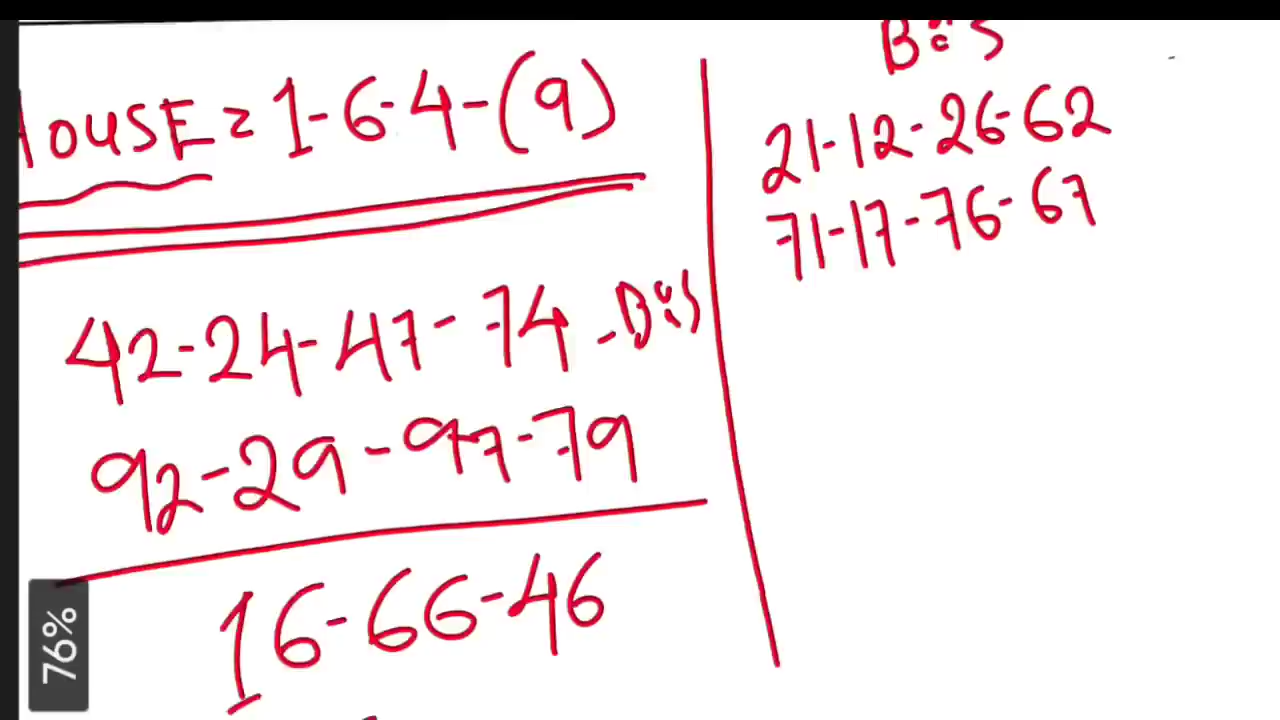 HOUSE = 1-6-4-(9)
42-24-47-74-B:S
92-29-97-79
16-66-46
B:S
21-12-26-62
71-17-76-67
76%